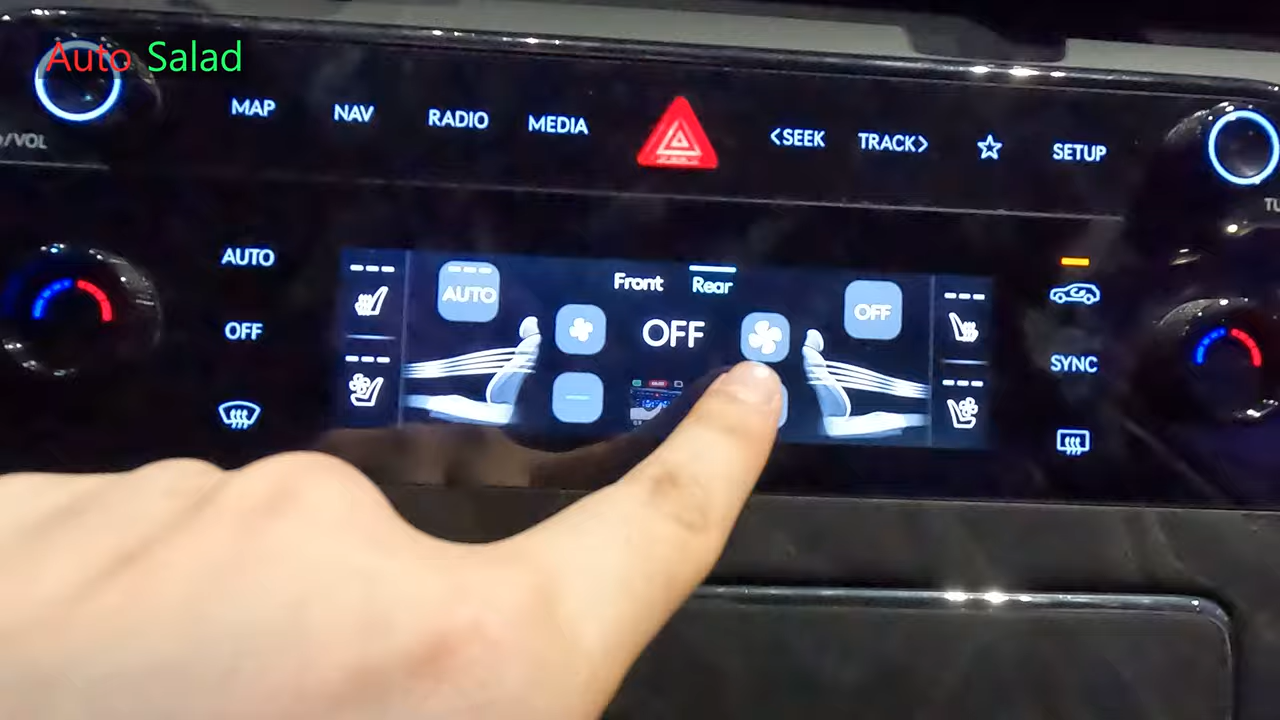 Auto Salad
MAP NAV RADIO MEDIA <SEEK TRACK> SETUP
/VOL
AUTO
OFF
Front Rear
AUTO
OFF
OFF
SYNC